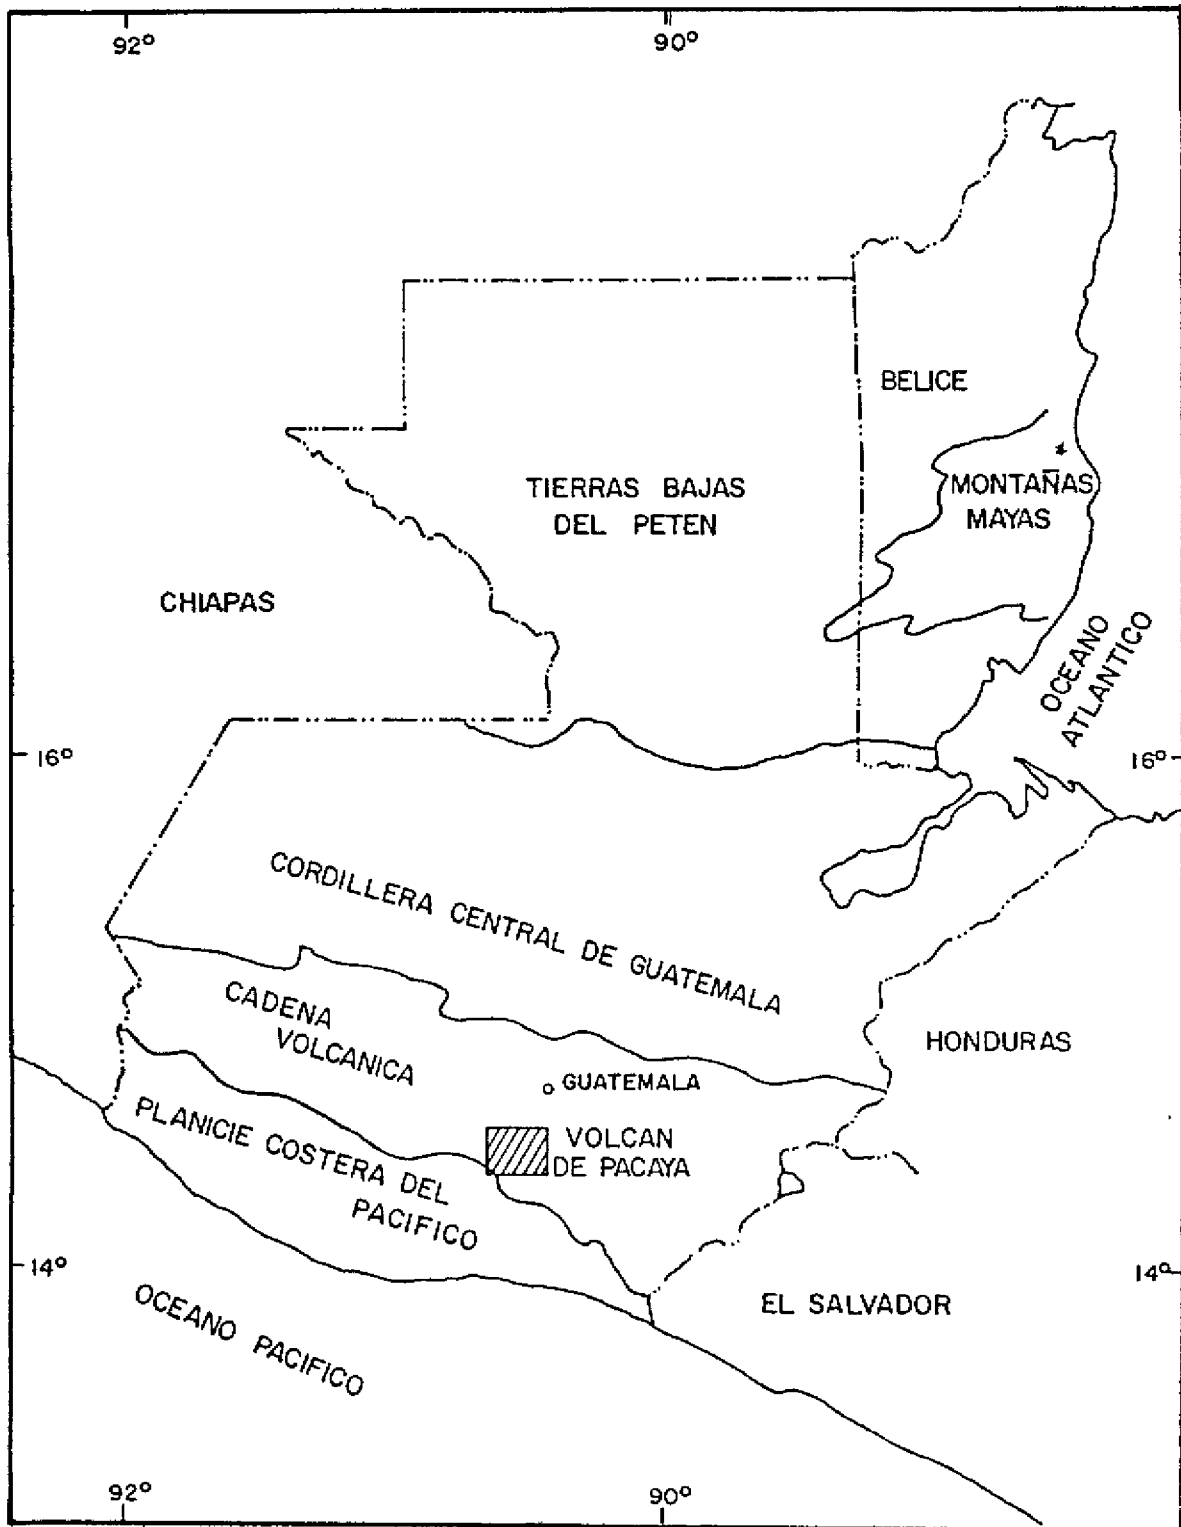 92°
90°
BELICE
TIERRAS BAJAS
DEL PETEN
MONTAÑAS
MAYAS
CHIAPAS
OCEANO
ATLANTICO
16°
16°
CORDILLERA CENTRAL DE GUATEMALA
CADENA
VOLCANICA
HONDURAS
GUATEMALA
PLANICIE COSTERA DEL
PACIFICO
VOLCAN
DE PACAYA
14°
14°
OCEANO PACIFICO
EL SALVADOR
92°
90°